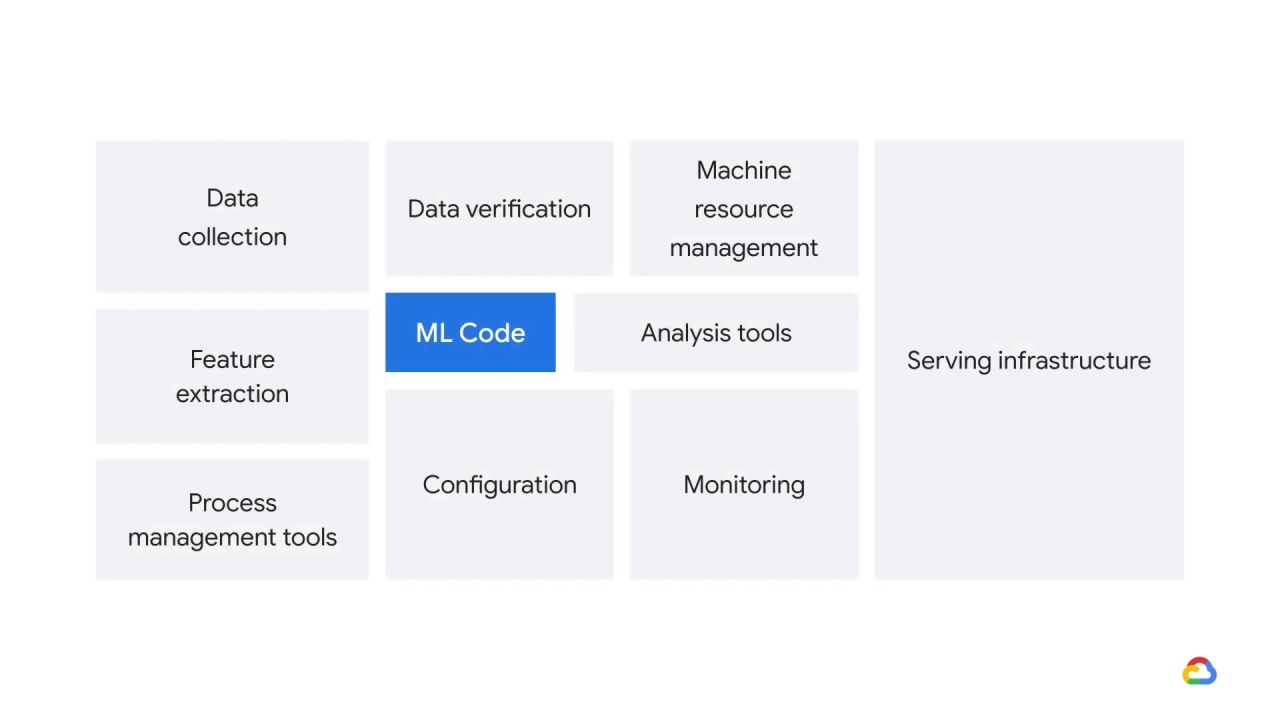 Data
collection
Feature
extraction
Process
management tools
Data verification
ML Code
Configuration
Machine
resource
management
Analysis tools
Monitoring
Serving infrastructure